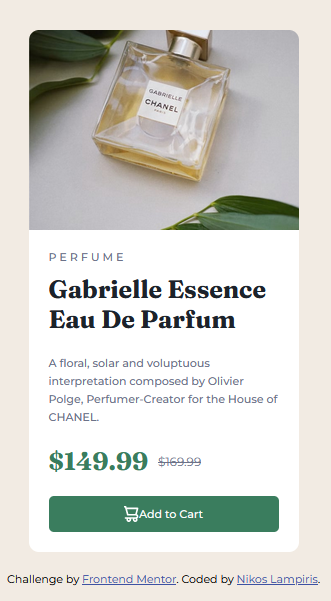 GABRIELLE
CHANEL
PARIS
PERFUME
Gabrielle Essence
Eau De Parfum
A floral, solar and voluptuous
interpretation composed by Olivier
Polge, Perfumer-Creator for the House of
CHANEL.
$149.99 $169.99
Add to Cart
Challenge by Frontend Mentor. Coded by Nikos Lampiris.